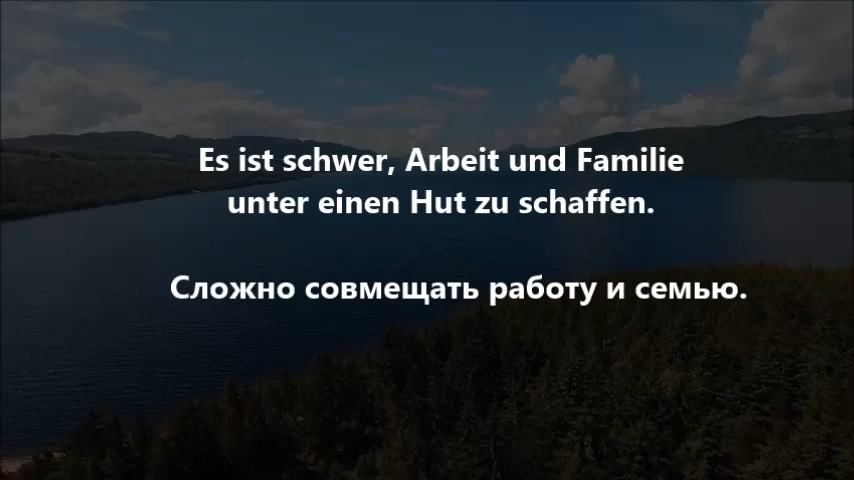 Es ist schwer, Arbeit und Familie
unter einen Hut zu schaffen.
Сложно совмещать работу и семью.